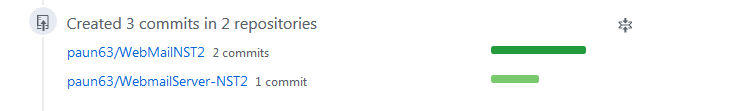 Created 3 commits in 2 repositories
paun63/WebMailNST2 2 commits
paun63/WebmailServer-NST2 1 commit